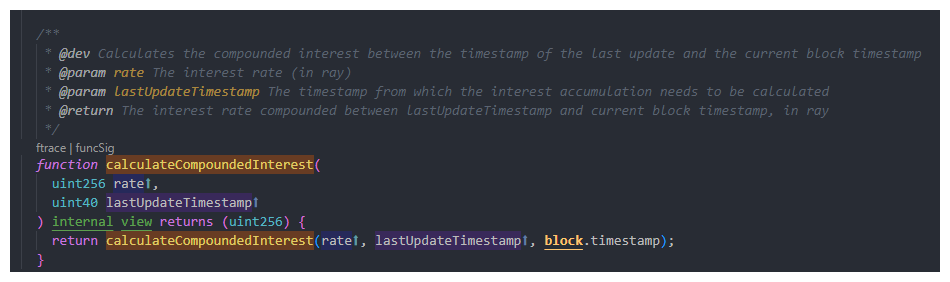 /**
* @dev Calculates the compounded interest between the timestamp of the last update and the current block timestamp
* @param rate The interest rate (in ray)
* @param lastUpdateTimestamp The timestamp from which the interest accumulation needs to be calculated
* @return The interest rate compounded between lastUpdateTimestamp and current block timestamp, in ray
*/
ftrace | funcSig
function calculateCompoundedInterest(
uint256 rate⬆,
uint40 lastUpdateTimestamp⬆
) internal view returns (uint256) {
return calculateCompoundedInterest(rate⬆, lastUpdateTimestamp⬆, block.timestamp);
}